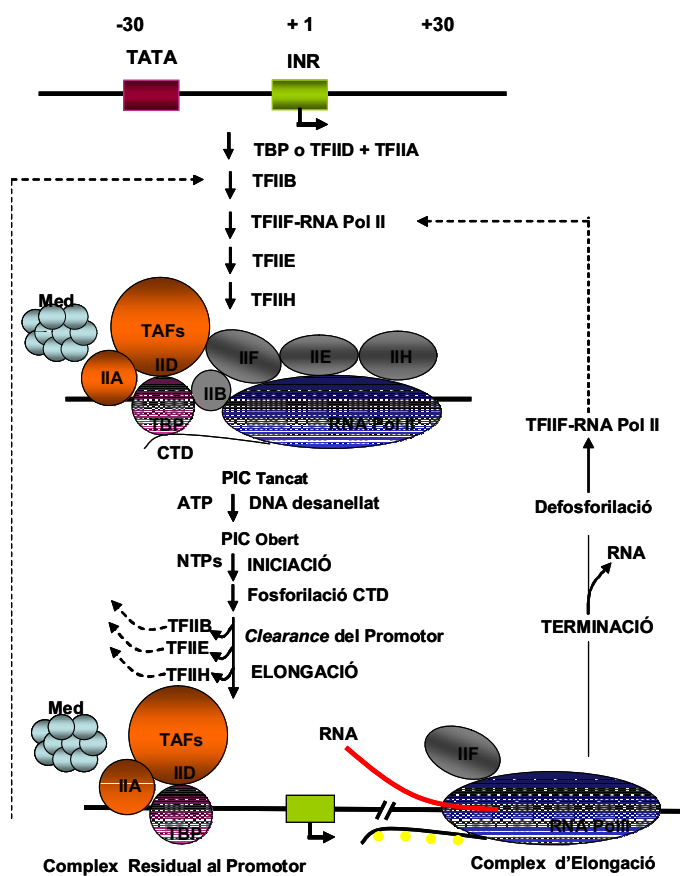 -30 + 1 +30
TATA INR
TBP o TFIID + TFIIA
TFIIB
TFIIF-RNA Pol II
TFIIE
TFIIH
Med
TAFs
IID
IIA
IIF
IIE
IIH
IIB
TBP
RNA Pol II
CTD
TFIIF-RNA Pol II
PIC Tancat
ATP DNA desanellat
Defosforilació
PIC Obert
NTPs INICIACIÓ
RNA
Fosforilació CTD
TFIIB
Clearance del Promotor
TERMINACIÓ
TFIIE
TFIIH
ELONGACIÓ
Med
TAFs
IID
IIA
TBP
RNA
IIF
RNA PolII
Complex Residual al Promotor
Complex d'Elongació